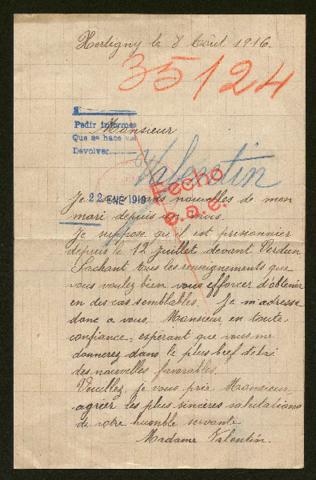 Hertigny le 8 Août 1916.
35124
Pedir informes
Que se hace
Devolver
Monsieur
Valentin
22 ENE 1919
Fecho
s.a.e.
Je sans nouvelles de mon
mari depuis mois
Je suppose qu'il est prisonnier
depuis le 12 juillet devant Verdun
Sachant tous les renseignements que
vous voulez bien vous efforcer d'obtenir
en des cas semblables. Je m'adresse
donc a vous Monsieur en toute
confiance, espérant que vous me
donnerez dans le plus bref délai
des nouvelles favorables.
Veuillez, je vous prie Monsieur
agréer les plus sincères salutations
de votre humble servante
Madame Valentin.